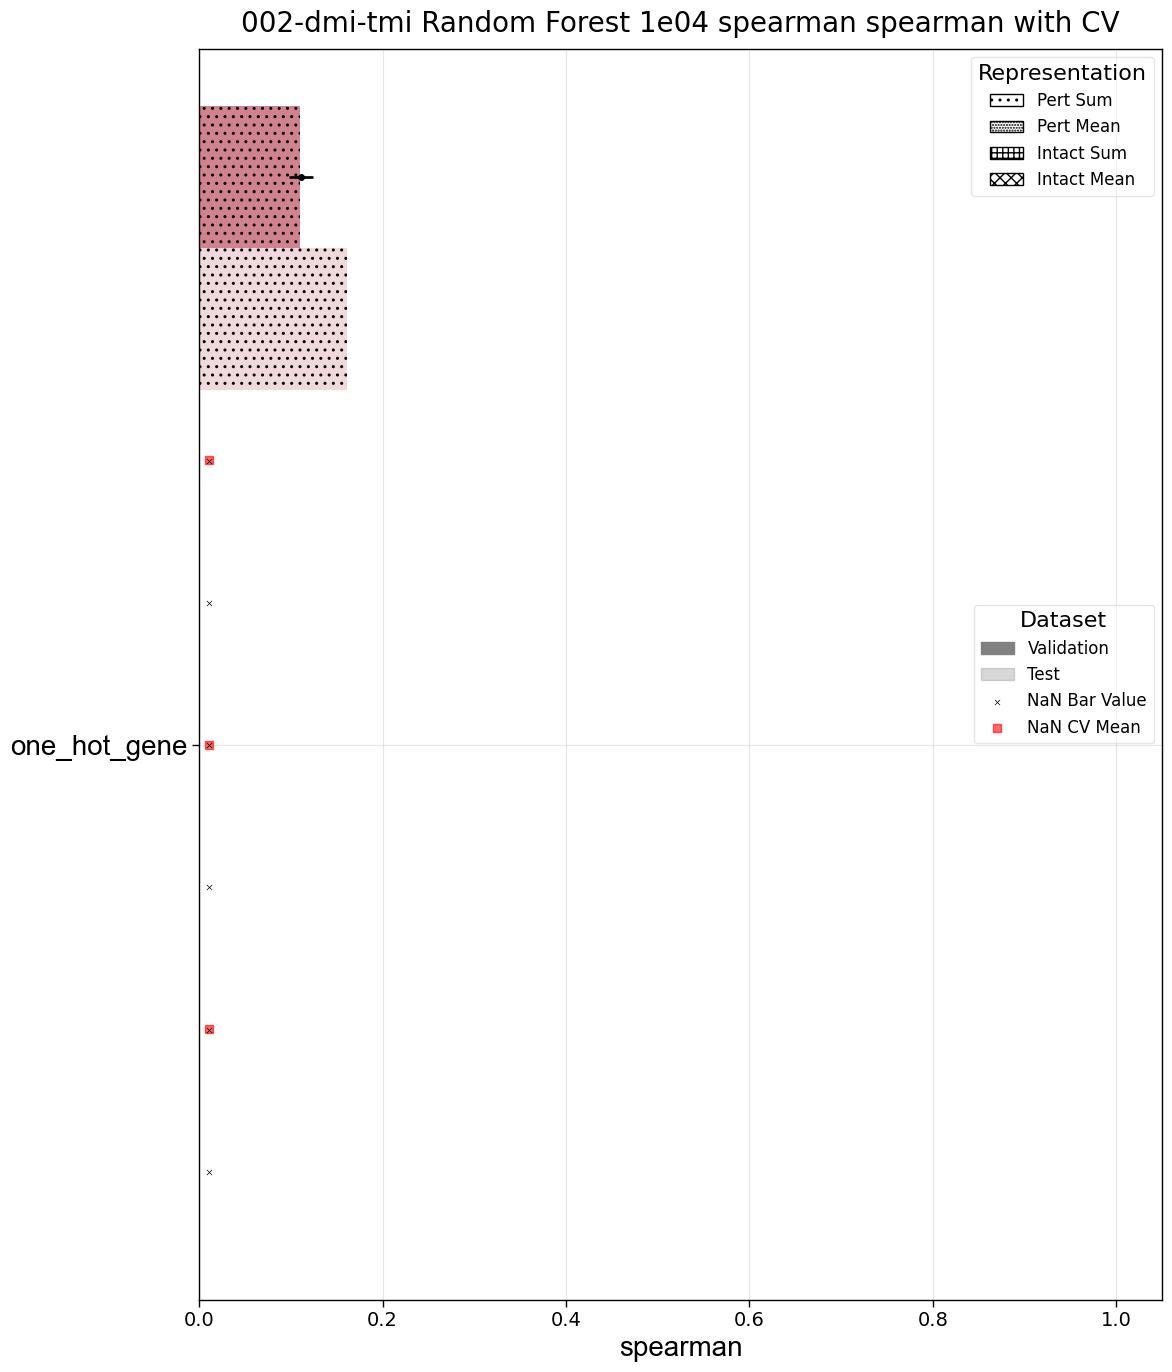 002-dmi-tmi Random Forest 1e04 spearman spearman with CV
Representation
Pert Sum
Pert Mean
Intact Sum
Intact Mean
Dataset
Validation
Test
NaN Bar Value
NaN CV Mean
one_hot_gene
0.0 0.2 0.4 0.6 0.8 1.0
spearman